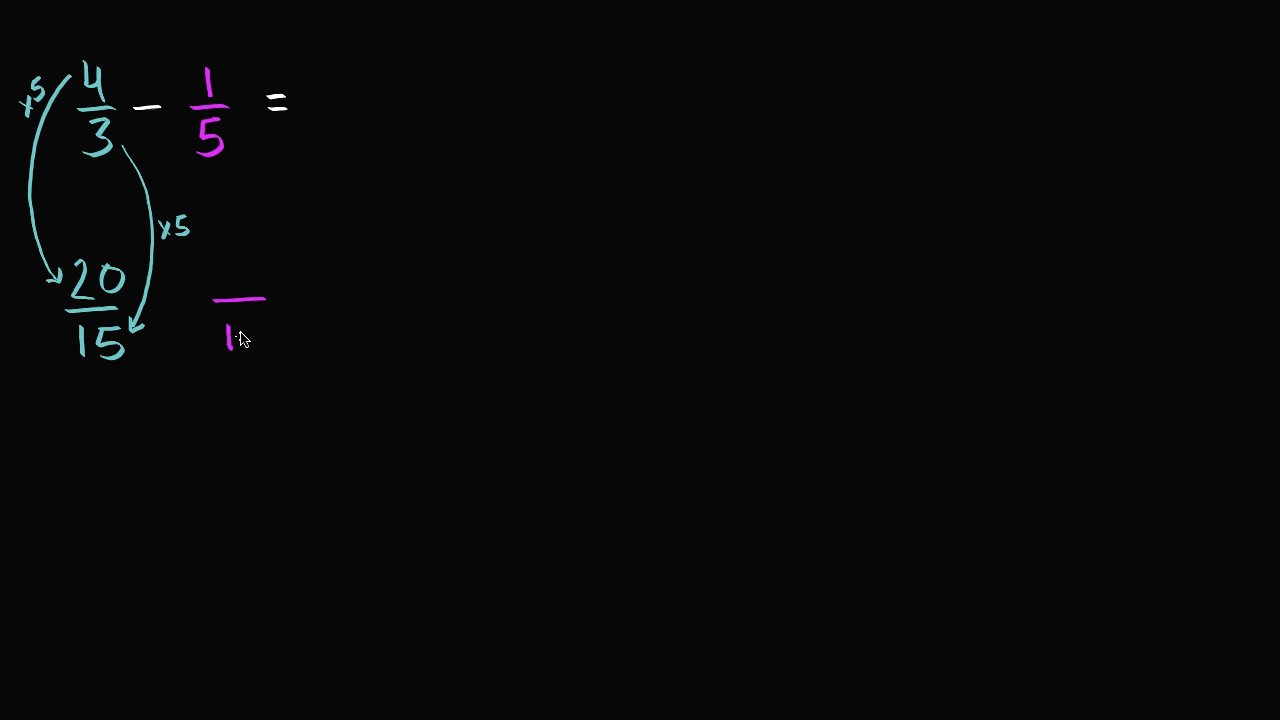 x5 4/3 - 1/5 =
x5
20/15 /1